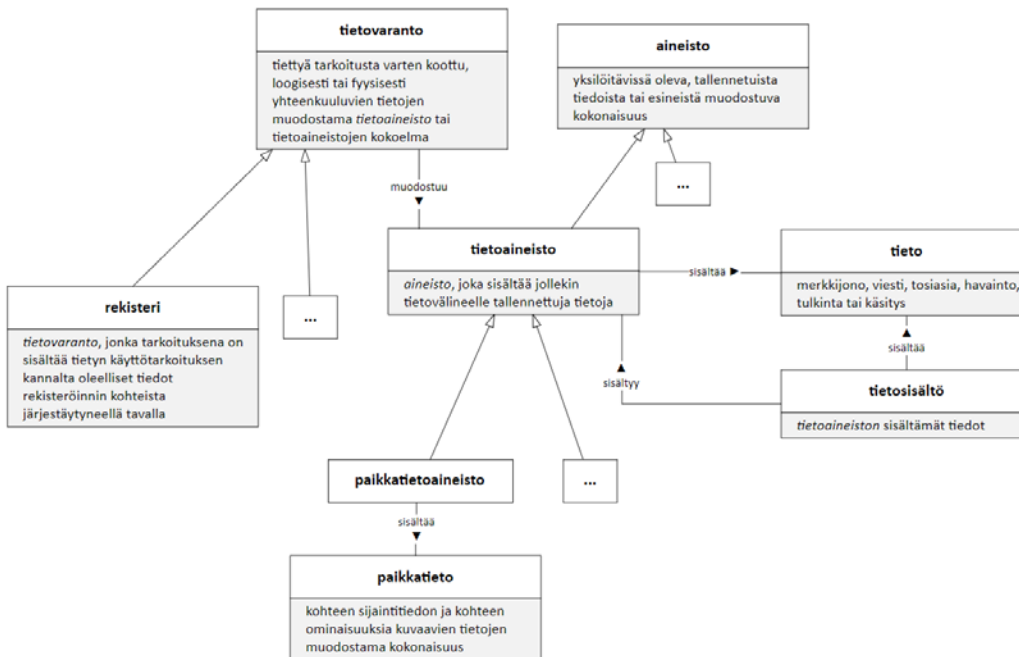 tietovaranto
tiettyä tarkoitusta varten koottu,
loogisesti tai fyysisesti
yhteenkuuluvien tietojen
muodostama tietoaineisto tai
tietoaineistojen kokoelma
aineisto
yksilöitävissä oleva, tallennetuista
tiedoista tai esineistä muodostuva
kokonaisuus
muodostuu
▼
...
tietoaineisto
aineisto, joka sisältää jollekin
tietovälineelle tallennettuja tietoja
sisältää ►
tieto
merkkijono, viesti, tosiasia, havainto,
tulkinta tai käsitys
rekisteri
tietovaranto, jonka tarkoituksena on
sisältää tietyn käyttötarkoituksen
kannalta oleelliset tiedot
rekisteröinnin kohteista
järjestäytyneellä tavalla
...
▲
sisältyy
▲
sisältää
tietosisältö
tietoaineiston sisältämät tiedot
paikkatietoaineisto
...
sisältää
▼
paikkatieto
kohteen sijaintitiedon ja kohteen
ominaisuuksia kuvaavien tietojen
muodostama kokonaisuus